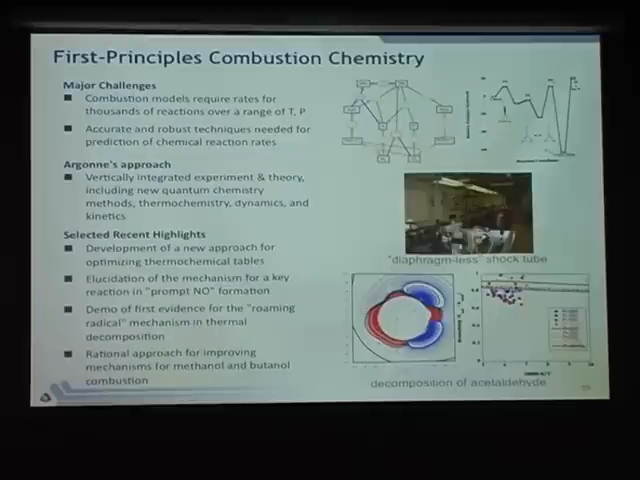 First-Principles Combustion Chemistry
Major Challenges
Combustion models require rates for
thousands of reactions over a range of T, P
Accurate and robust techniques needed for
prediction of chemical reaction rates
Argonne's approach
Vertically integrated experiment & theory,
including new quantum chemistry
methods, thermochemistry, dynamics, and
kinetics
Selected Recent Highlights
Development of a new approach for
optimizing thermochemical tables
Elucidation of the mechanism for a key
reaction in "prompt NO" formation
Demo of first evidence for the "roaming
radical" mechanism in thermal
decomposition
Rational approach for improving
mechanisms for methanol and butanol
combustion
"diaphragm-less" shock tube
decomposition of acetaldehyde